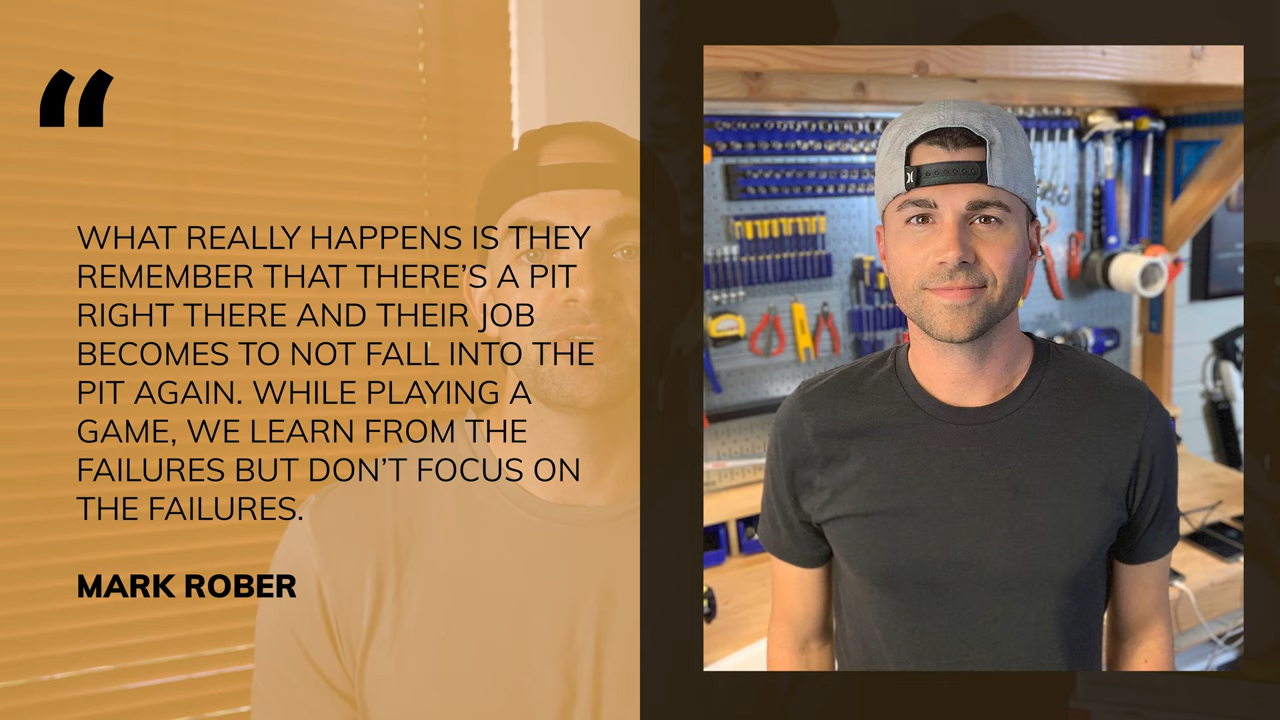 “
WHAT REALLY HAPPENS IS THEY
REMEMBER THAT THERE’S A PIT
RIGHT THERE AND THEIR JOB
BECOMES TO NOT FALL INTO THE
PIT AGAIN. WHILE PLAYING A
GAME, WE LEARN FROM THE
FAILURES BUT DON’T FOCUS ON
THE FAILURES.
MARK ROBER